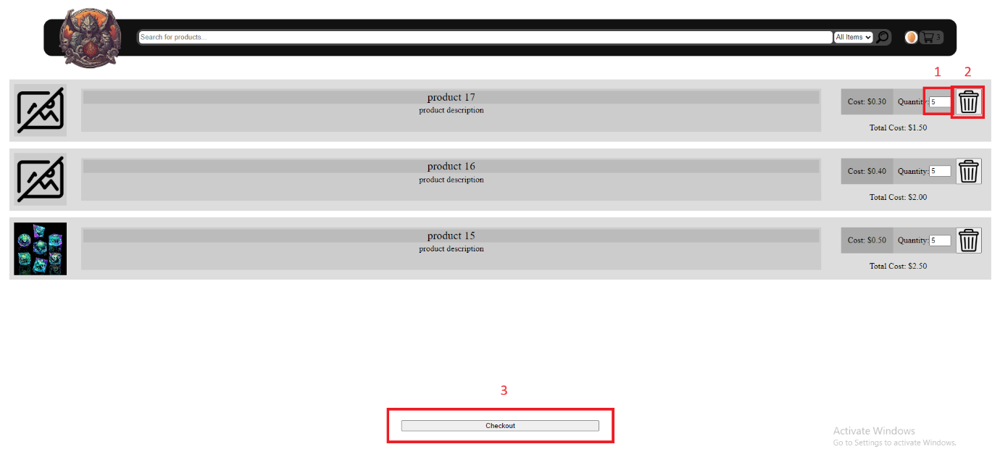 Search for products...
All Items
3
1
2
product 17
product description
Cost: $0.30
Quantity:
5
Total Cost: $1.50
product 16
product description
Cost: $0.40
Quantity:
5
Total Cost: $2.00
product 15
product description
Cost: $0.50
Quantity:
5
Total Cost: $2.50
3
Checkout
Activate Windows
Go to Settings to activate Windows.